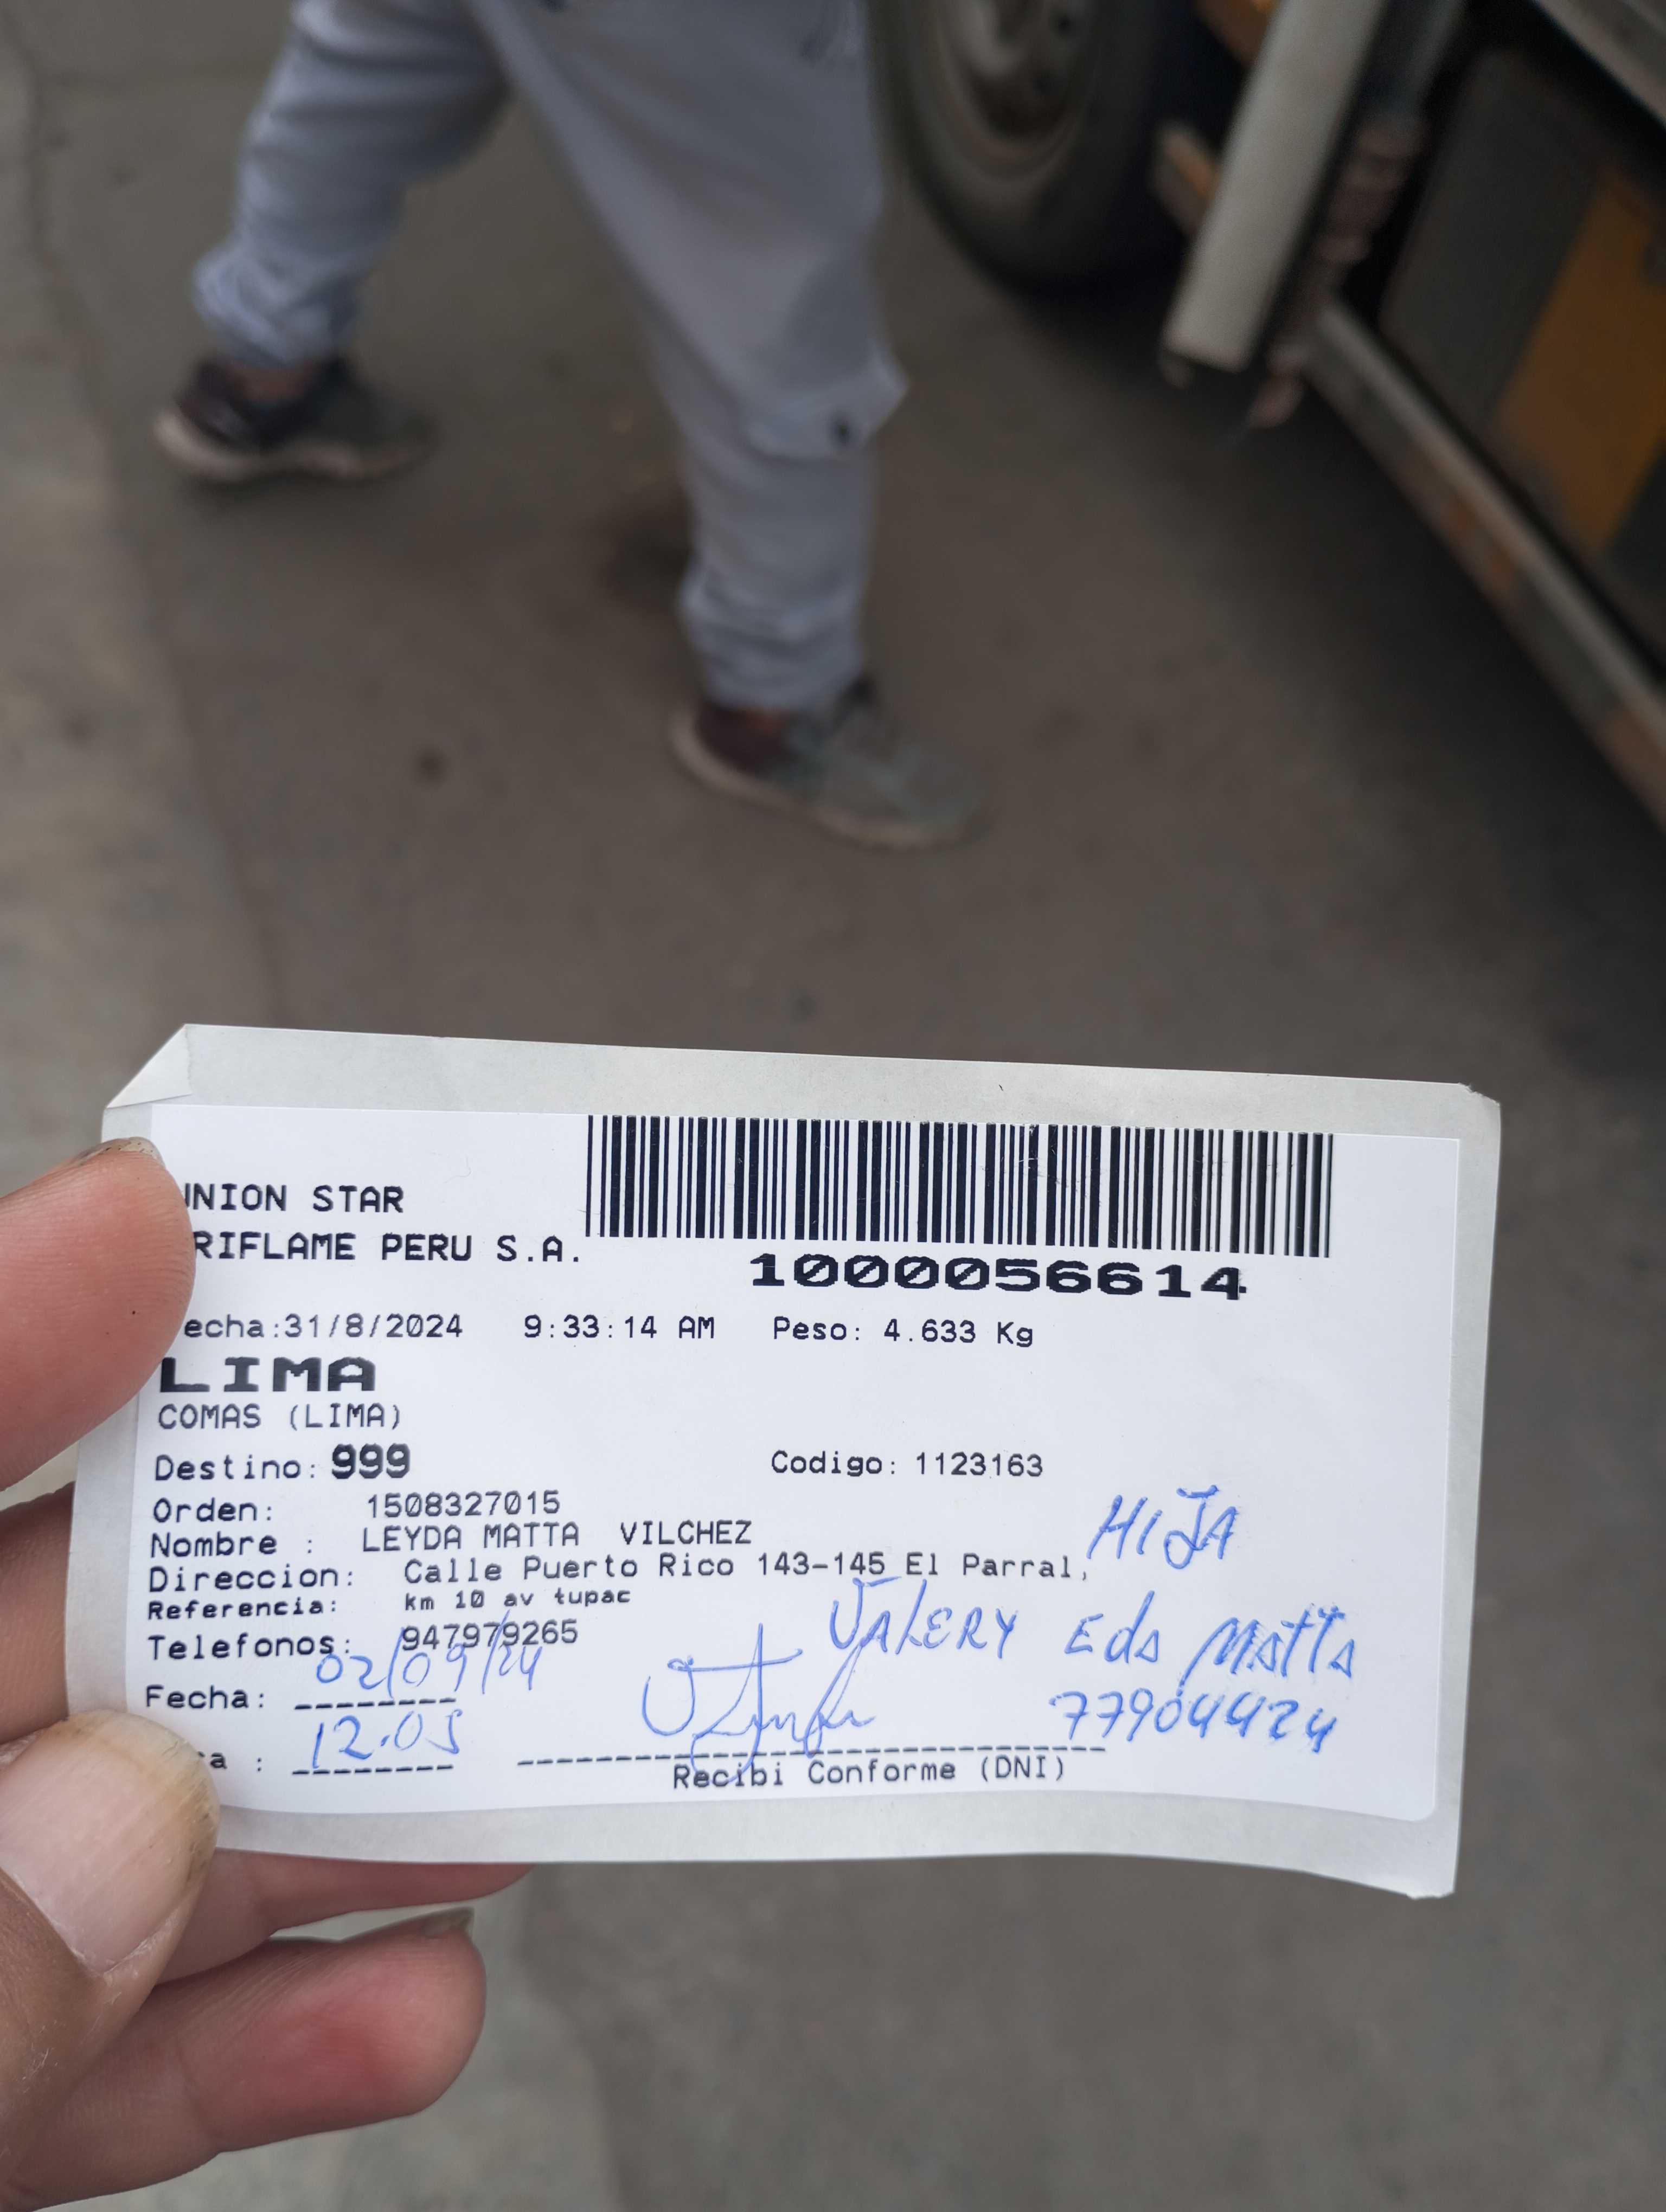 UNION STAR
ORIFLAME PERU S.A.
1000056614
Fecha:31/8/2024 9:33:14 AM Peso: 4.633 Kg
LIMA
COMAS (LIMA)
Destino: 999 Codigo: 1123163
Orden: 1508327015
HIJA
Nombre : LEYDA MATTA VILCHEZ
Direccion: Calle Puerto Rico 143-145 El Parral,
Referencia: km 10 av tupac
VALERY Eda MATTA
Telefonos: 947979265
Fecha: 02/09/24
77904424
a : 12.05
Recibi Conforme (DNI)